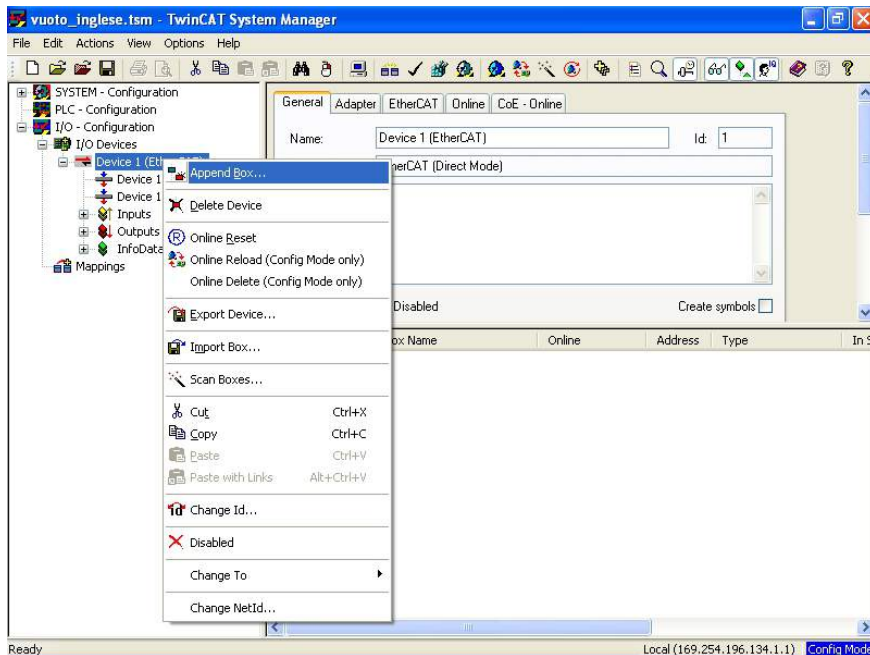 vuoto_inglese.tsm - TwinCAT System Manager
File Edit Actions View Options Help
SYSTEM - Configuration
PLC - Configuration
I/O - Configuration
I/O Devices
Device 1 (EtherCAT)
Device 1
Device 1
Inputs
Outputs
InfoData
Mappings
General Adapter EtherCAT Online CoE - Online
Name: Device 1 (EtherCAT) Id: 1
herCAT (Direct Mode)
Disabled Create symbols
ox Name Online Address Type In S
Append Box...
Delete Device
Online Reset
Online Reload (Config Mode only)
Online Delete (Config Mode only)
Export Device...
Import Box...
Scan Boxes...
Cut Ctrl+X
Copy Ctrl+C
Paste Ctrl+V
Paste with Links Alt+Ctrl+V
Change Id...
Disabled
Change To
Change NetId...
Ready Local (169.254.196.134.1.1) Config Mode